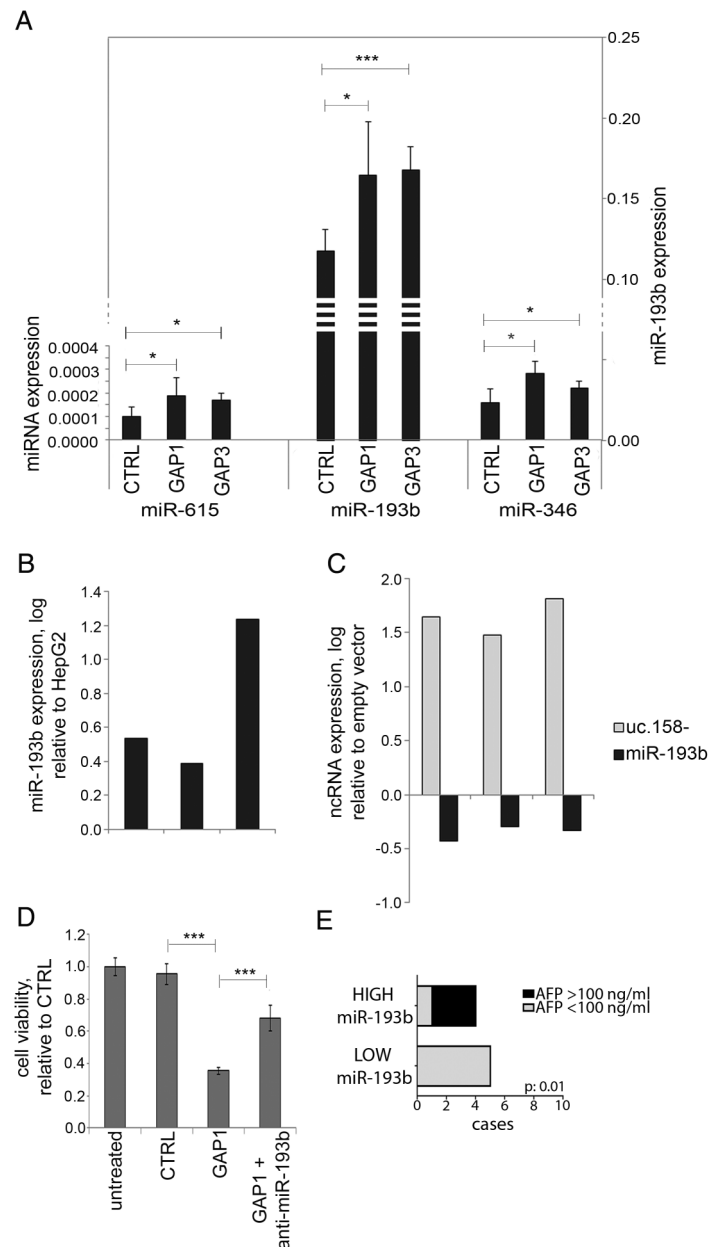 A
0.25
0.20
0.15
0.10
0.00
miR-193b expression
***
*
*
*
*
*
0.0004
0.0003
0.0002
0.0001
0.0000
miRNA expression
CTRL
GAP1
GAP3
CTRL
GAP1
GAP3
CTRL
GAP1
GAP3
miR-615
miR-193b
miR-346
B
miR-193b expression, log
relative to HepG2
1.4
1.2
1.0
0.8
0.6
0.4
0.2
0.0
C
ncRNA expression, log
relative to empty vector
2.0
1.5
1.0
0.5
0.0
-0.5
-1.0
uc.158-
miR-193b
D
cell viability,
relative to CTRL
1.2
1.0
0.8
0.6
0.4
0.2
0.0
***
***
untreated
CTRL
GAP1
GAP1 +
anti-miR-193b
E
HIGH
miR-193b
LOW
miR-193b
AFP >100 ng/ml
AFP <100 ng/ml
p: 0.01
0 2 4 6 8 10
cases